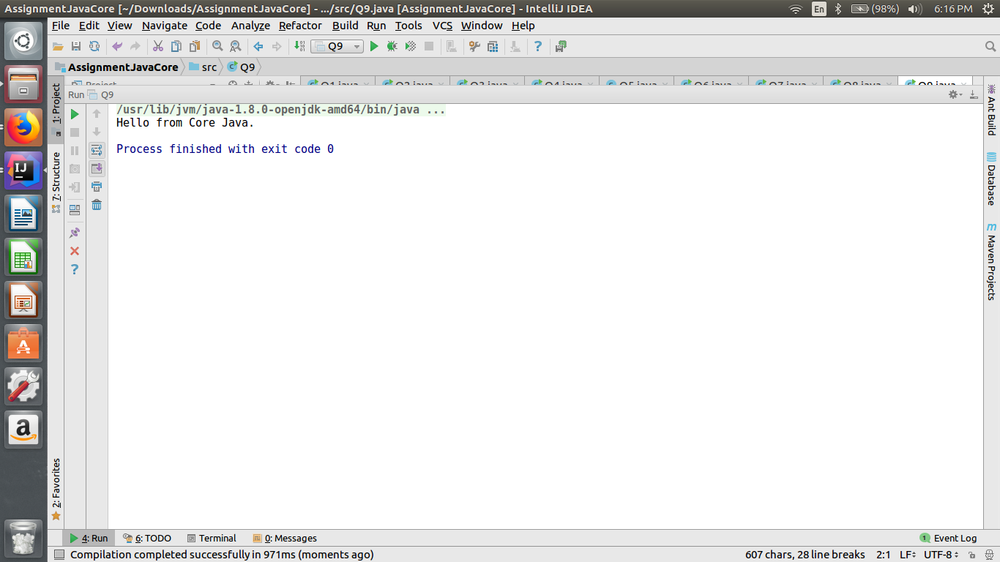 AssignmentJavaCore [~/Downloads/AssignmentJavaCore] - .../src/Q9.java [AssignmentJavaCore] - IntelliJ IDEA
En (98%) 6:16 PM
File Edit View Navigate Code Analyze Refactor Build Run Tools VCS Window Help
Q9
AssignmentJavaCore src Q9
Project Q1.java Q2.java Q3.java Q4.java Q5.java Q6.java Q7.java Q8.java Q9.java
Run Q9
/usr/lib/jvm/java-1.8.0-openjdk-amd64/bin/java ...
Hello from Core Java.
Process finished with exit code 0
1: Project
7: Structure
2: Favorites
Ant Build
Database
Maven Projects
4: Run 6: TODO Terminal 0: Messages 1 Event Log
Compilation completed successfully in 971ms (moments ago) 607 chars, 28 line breaks 2:1 LF UTF-8